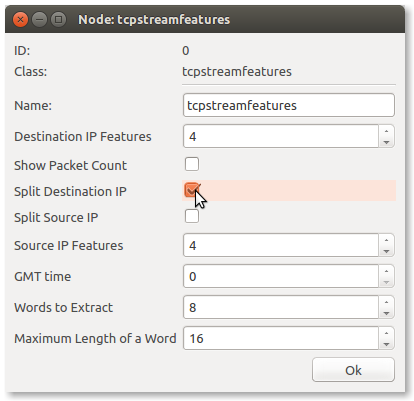 Node: tcpstreamfeatures
ID: 0
Class: tcpstreamfeatures
Name: tcpstreamfeatures
Destination IP Features 4
Show Packet Count
Split Destination IP
Split Source IP
Source IP Features 4
GMT time 0
Words to Extract 8
Maximum Length of a Word 16
Ok